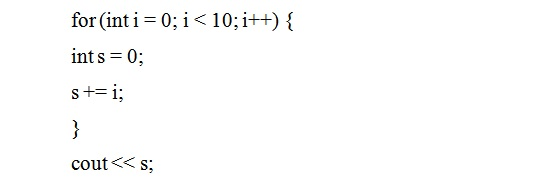 for (int i = 0; i < 10; i++) {
int s = 0;
s += i;
}
cout << s;